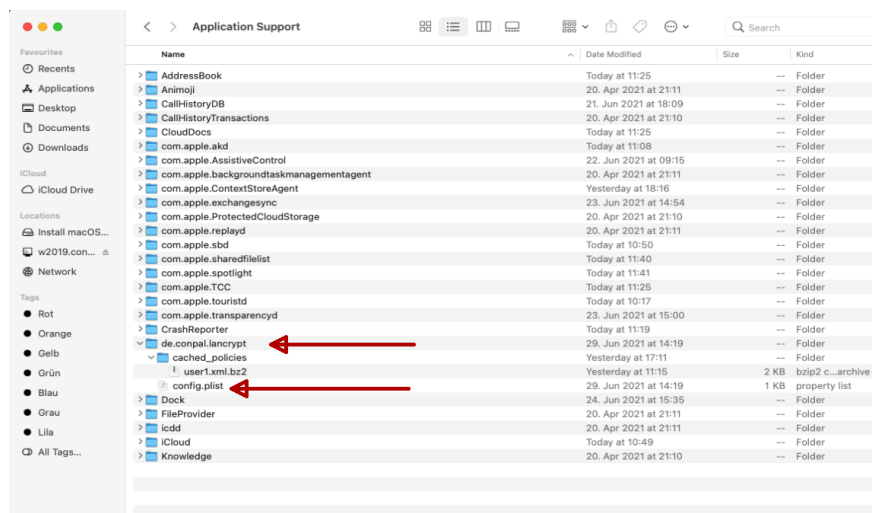 Application Support
Search
Favourites
Recents
Applications
Desktop
Documents
Downloads
iCloud
iCloud Drive
Locations
Install macOS...
w2019.con...
Network
Tags
Rot
Orange
Gelb
Grün
Blau
Grau
Lila
All Tags...
Name Date Modified Size Kind
AddressBook Today at 11:25 -- Folder
Animoji 20. Apr 2021 at 21:11 -- Folder
CallHistoryDB 21. Jun 2021 at 18:09 -- Folder
CallHistoryTransactions 20. Apr 2021 at 21:10 -- Folder
CloudDocs Today at 11:25 -- Folder
com.apple.akd Today at 11:08 -- Folder
com.apple.AssistiveControl 22. Jun 2021 at 09:15 -- Folder
com.apple.backgroundtaskmanagementagent 20. Apr 2021 at 21:11 -- Folder
com.apple.ContextStoreAgent Yesterday at 18:16 -- Folder
com.apple.exchangesync 23. Jun 2021 at 14:54 -- Folder
com.apple.ProtectedCloudStorage 20. Apr 2021 at 21:10 -- Folder
com.apple.replayd 20. Apr 2021 at 21:11 -- Folder
com.apple.sbd Today at 10:50 -- Folder
com.apple.sharedfilelist Today at 11:40 -- Folder
com.apple.spotlight Today at 11:41 -- Folder
com.apple.TCC Today at 11:25 -- Folder
com.apple.touristd Today at 10:17 -- Folder
com.apple.transparencyd 23. Jun 2021 at 15:00 -- Folder
CrashReporter Today at 11:19 -- Folder
de.conpal.lancrypt 29. Jun 2021 at 14:19 -- Folder
cached_policies Yesterday at 17:11 -- Folder
user1.xml.bz2 Yesterday at 11:15 2 KB bzip2 c...archive
config.plist 29. Jun 2021 at 14:19 1 KB property list
Dock 24. Jun 2021 at 15:35 -- Folder
FileProvider 20. Apr 2021 at 21:11 -- Folder
icdd 20. Apr 2021 at 21:11 -- Folder
iCloud Today at 10:49 -- Folder
Knowledge 20. Apr 2021 at 21:10 -- Folder